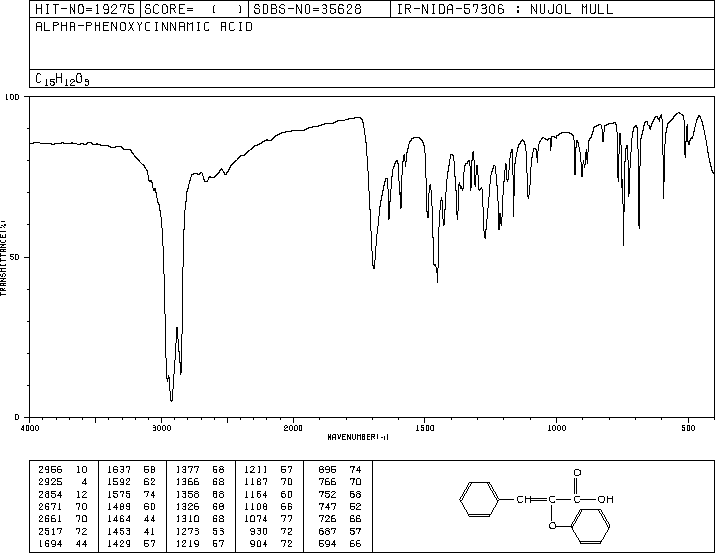 HIT-NO=19275 SCORE= ( ) SDBS-NO=35628 IR-NIDA-57306 : NUJOL MULL
ALPHA-PHENOXYCINNAMIC ACID
C15H12O3
100
50
0
TRANSMITTANCE(%)
4000 3000 2000 1500 1000 500
WAVENUMBER(-1)
2956 10 1637 58 1377 68 1211 57 895 74
2925 4 1592 62 1366 68 1187 70 766 70
2854 12 1575 74 1358 68 1164 60 752 58
2671 70 1489 60 1326 68 1108 66 747 52
2661 70 1464 44 1310 68 1074 77 726 66
2517 72 1453 41 1273 53 930 72 687 57
1694 44 1429 57 1219 57 904 72 594 66
O
CH=C-C-OH
O